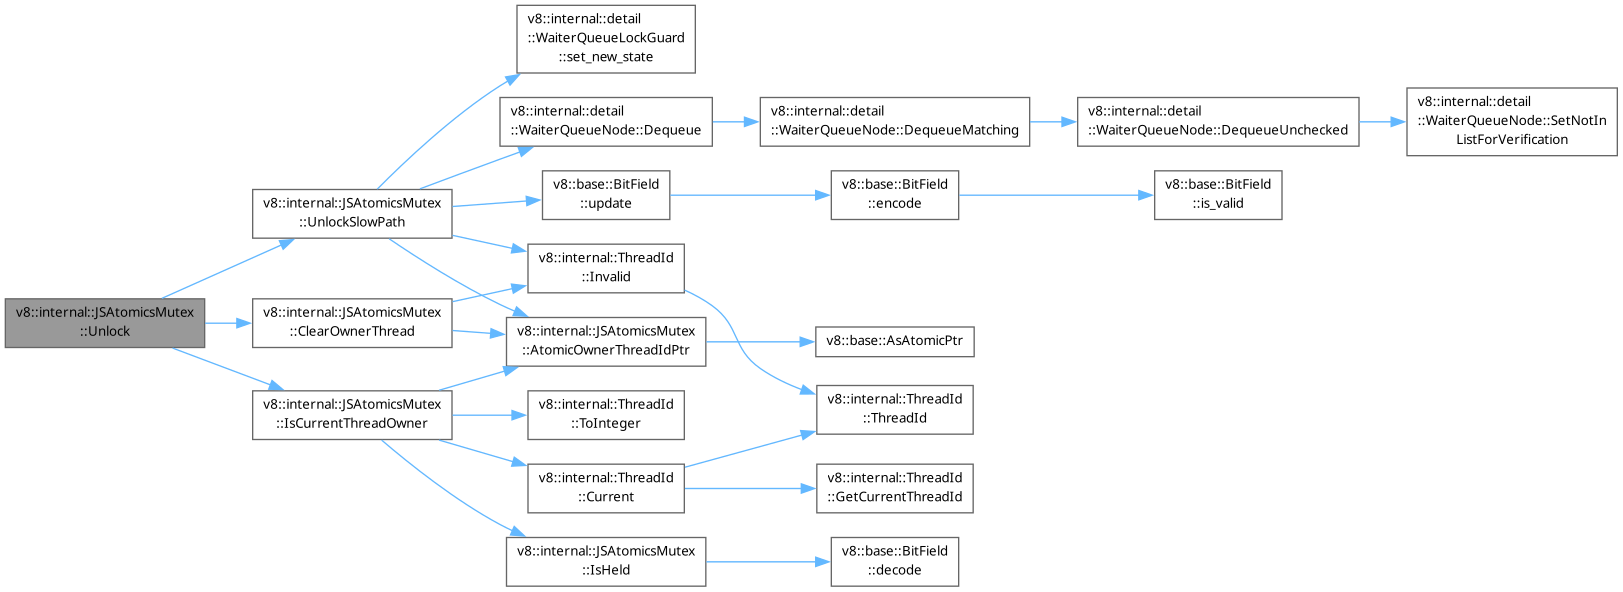 v8::internal::detail
::WaiterQueueLockGuard
::set_new_state
v8::internal::detail
::WaiterQueueNode::Dequeue
v8::internal::detail
::WaiterQueueNode::DequeueMatching
v8::internal::detail
::WaiterQueueNode::DequeueUnchecked
v8::internal::detail
::WaiterQueueNode::SetNotIn
ListForVerification
v8::internal::JSAtomicsMutex
::UnlockSlowPath
v8::base::BitField
::update
v8::base::BitField
::encode
v8::base::BitField
::is_valid
v8::internal::ThreadId
::Invalid
v8::internal::JSAtomicsMutex
::Unlock
v8::internal::JSAtomicsMutex
::ClearOwnerThread
v8::internal::JSAtomicsMutex
::AtomicOwnerThreadIdPtr
v8::base::AsAtomicPtr
v8::internal::JSAtomicsMutex
::IsCurrentThreadOwner
v8::internal::ThreadId
::ToInteger
v8::internal::ThreadId
::ThreadId
v8::internal::ThreadId
::Current
v8::internal::ThreadId
::GetCurrentThreadId
v8::internal::JSAtomicsMutex
::IsHeld
v8::base::BitField
::decode